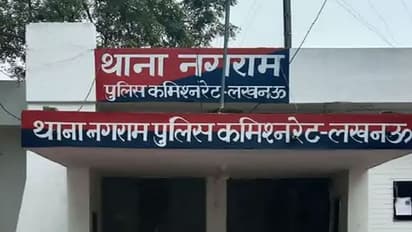 थाना नगराम
पुलिस कमिश्नरेट-लखनऊ
थाना नगराम पुलिस कमिश्नरेट-लखनऊ